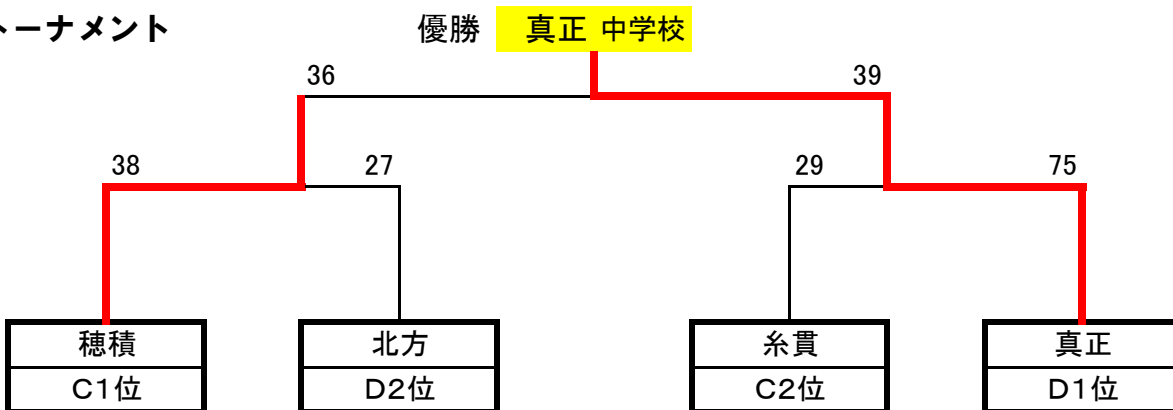 トーナメント
優勝 真正 中学校
36 39
38 27 29 75
穂積 北方 糸貫 真正
C1位 D2位 C2位 D1位